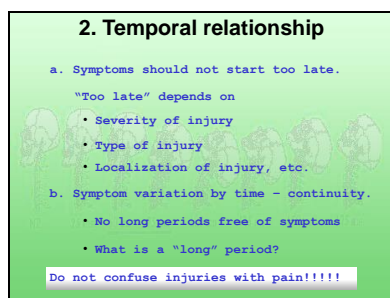 2. Temporal relationship
a. Symptoms should not start too late.
“Too late” depends on
• Severity of injury
• Type of injury
• Localization of injury, etc.
b. Symptom variation by time – continuity.
• No long periods free of symptoms
• What is a “long” period?
Do not confuse injuries with pain!!!!!